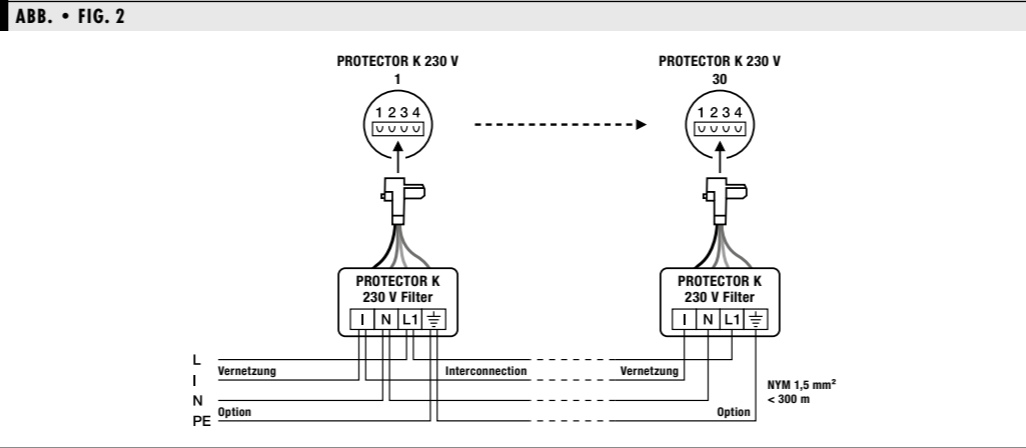 ABB. • FIG. 2
PROTECTOR K 230 V
1
PROTECTOR K 230 V
30
1 2 3 4
1 2 3 4
PROTECTOR K
230 V Filter
I N L1
PROTECTOR K
230 V Filter
I N L1
L
Vernetzung
Interconnection
Vernetzung
I
N
Option
Option
PE
NYM 1,5 mm²
< 300 m